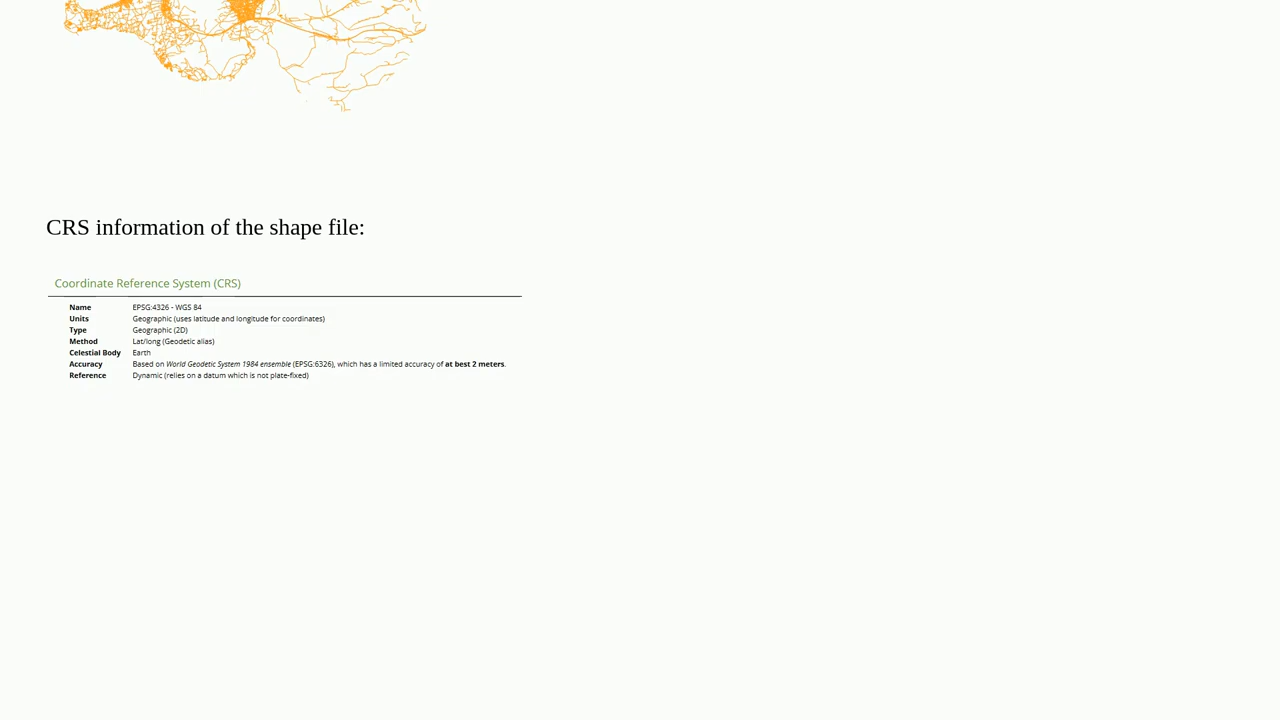 CRS information of the shape file:
Coordinate Reference System (CRS)
Name EPSG:4326 - WGS 84
Units Geographic (uses latitude and longitude for coordinates)
Type Geographic (2D)
Method Lat/long (Geodetic alias)
Celestial Body Earth
Accuracy Based on World Geodetic System 1984 ensemble (EPSG:6326), which has a limited accuracy of at best 2 meters.
Reference Dynamic (relies on a datum which is not plate-fixed)